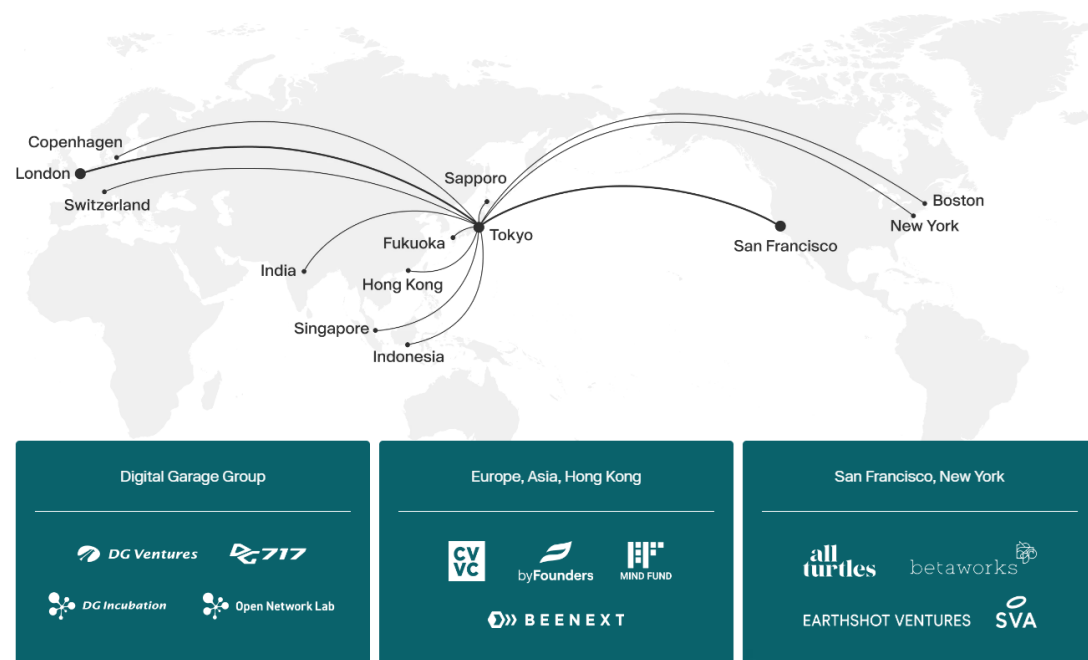 Copenhagen
London
Switzerland
Sapporo
Tokyo
Fukuoka
India
Hong Kong
Singapore
Indonesia
Boston
New York
San Francisco
Digital Garage Group
DG Ventures
DG717
DG Incubation
Open Network Lab
Europe, Asia, Hong Kong
CV
VC
byFounders
MIND FUND
BEENEXT
San Francisco, New York
all
turtles
betaworks
EARTHSHOT VENTURES
SVA